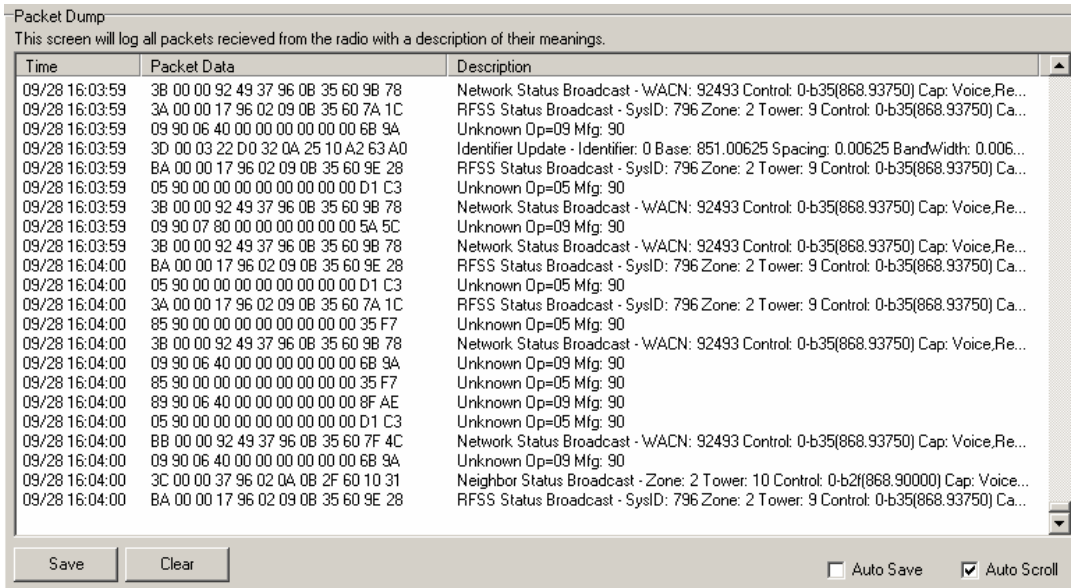 Packet Dump
This screen will log all packets recieved from the radio with a description of their meanings.
Time Packet Data Description
09/28 16:03:59 3B 00 00 92 49 37 96 0B 35 60 9B 78 Network Status Broadcast - WACN: 92493 Control: 0-b35(868.93750) Cap: Voice,Re...
09/28 16:03:59 3A 00 00 17 96 02 09 0B 35 60 7A 1C RFSS Status Broadcast - SysID: 796 Zone: 2 Tower: 9 Control: 0-b35(868.93750) Ca...
09/28 16:03:59 09 90 06 40 00 00 00 00 00 00 6B 9A Unknown Op=09 Mfg: 90
09/28 16:03:59 3D 00 03 22 D0 32 0A 25 10 A2 63 A0 Identifier Update - Identifier: 0 Base: 851.00625 Spacing: 0.00625 BandWidth: 0.006...
09/28 16:03:59 BA 00 00 17 96 02 09 0B 35 60 9E 28 RFSS Status Broadcast - SysID: 796 Zone: 2 Tower: 9 Control: 0-b35(868.93750) Ca...
09/28 16:03:59 05 90 00 00 00 00 00 00 00 00 D1 C3 Unknown Op=05 Mfg: 90
09/28 16:03:59 3B 00 00 92 49 37 96 0B 35 60 9B 78 Network Status Broadcast - WACN: 92493 Control: 0-b35(868.93750) Cap: Voice,Re...
09/28 16:03:59 09 90 07 80 00 00 00 00 00 00 5A 5C Unknown Op=09 Mfg: 90
09/28 16:03:59 3B 00 00 92 49 37 96 0B 35 60 9B 78 Network Status Broadcast - WACN: 92493 Control: 0-b35(868.93750) Cap: Voice,Re...
09/28 16:04:00 BA 00 00 17 96 02 09 0B 35 60 9E 28 RFSS Status Broadcast - SysID: 796 Zone: 2 Tower: 9 Control: 0-b35(868.93750) Ca...
09/28 16:04:00 05 90 00 00 00 00 00 00 00 00 D1 C3 Unknown Op=05 Mfg: 90
09/28 16:04:00 3A 00 00 17 96 02 09 0B 35 60 7A 1C RFSS Status Broadcast - SysID: 796 Zone: 2 Tower: 9 Control: 0-b35(868.93750) Ca...
09/28 16:04:00 85 90 00 00 00 00 00 00 00 00 35 F7 Unknown Op=05 Mfg: 90
09/28 16:04:00 3B 00 00 92 49 37 96 0B 35 60 9B 78 Network Status Broadcast - WACN: 92493 Control: 0-b35(868.93750) Cap: Voice,Re...
09/28 16:04:00 09 90 06 40 00 00 00 00 00 00 6B 9A Unknown Op=09 Mfg: 90
09/28 16:04:00 85 90 00 00 00 00 00 00 00 00 35 F7 Unknown Op=05 Mfg: 90
09/28 16:04:00 89 90 06 40 00 00 00 00 00 00 8F AE Unknown Op=09 Mfg: 90
09/28 16:04:00 05 90 00 00 00 00 00 00 00 00 D1 C3 Unknown Op=05 Mfg: 90
09/28 16:04:00 BB 00 00 92 49 37 96 0B 35 60 7F 4C Network Status Broadcast - WACN: 92493 Control: 0-b35(868.93750) Cap: Voice,Re...
09/28 16:04:00 09 90 06 40 00 00 00 00 00 00 6B 9A Unknown Op=09 Mfg: 90
09/28 16:04:00 3C 00 00 37 96 02 0A 0B 2F 60 10 31 Neighbor Status Broadcast - Zone: 2 Tower: 10 Control: 0-b2f(868.90000) Cap: Voice...
09/28 16:04:00 BA 00 00 17 96 02 09 0B 35 60 9E 28 RFSS Status Broadcast - SysID: 796 Zone: 2 Tower: 9 Control: 0-b35(868.93750) Ca...
Save Clear Auto Save Auto Scroll